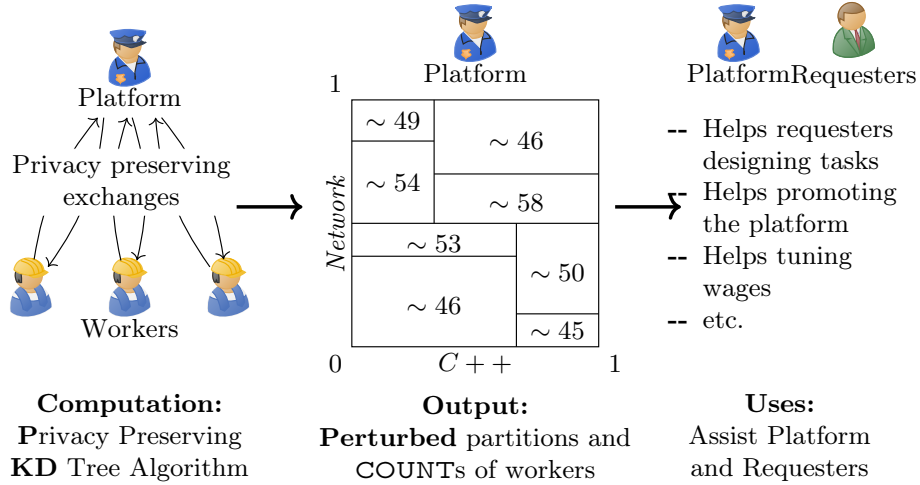 Platform
Privacy preserving
exchanges
Workers
Computation:
Privacy Preserving
KD Tree Algorithm
Platform
1
Network
∼ 49
∼ 46
∼ 54
∼ 58
∼ 53
∼ 50
∼ 46
∼ 45
0
C + +
1
Output:
Perturbed partitions and
COUNTs of workers
Platform Requesters
-- Helps requesters
designing tasks
-- Helps promoting
the platform
-- Helps tuning
wages
-- etc.
Uses:
Assist Platform
and Requesters